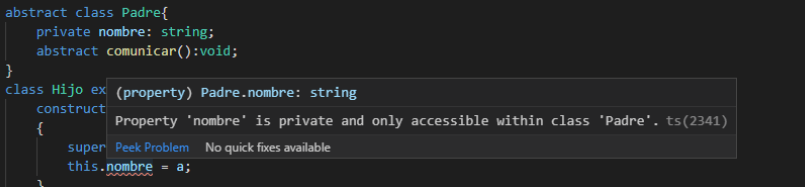 abstract class Padre{
private nombre: string;
abstract comunicar():void;
}
class Hijo ex
(property) Padre.nombre: string
construct
Property 'nombre' is private and only accessible within class 'Padre'. ts(2341)
{
super
Peek Problem No quick fixes available
this.nombre = a;
}